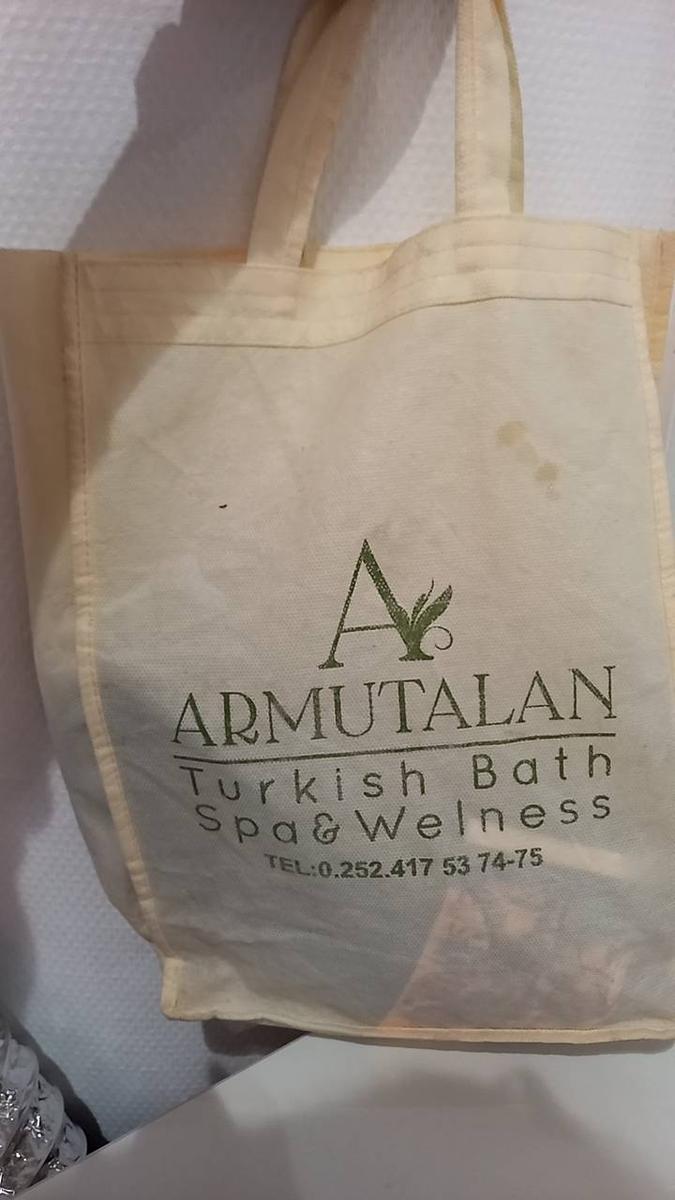 A
ARMUTALAN
Turkish Bath
Spa&Welness
TEL:0.252.417 53 74-75